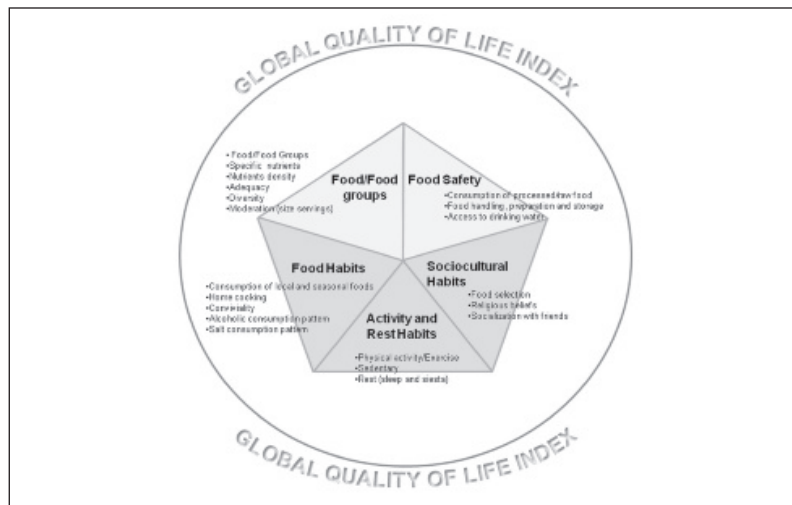 GLOBAL QUALITY OF LIFE INDEX
• Food/Food Groups
• Specific nutrients
• Nutrients density
• Adequacy
• Diversity
• Moderation (size servings)
Food/Food
groups
Food Safety
• Consumption of processed/raw food
• Food handling, preparation and storage
• Access to drinking water
Food Habits
• Consumption of local and seasonal foods
• Home cooking
• Conviviality
• Alcoholic consumption pattern
• Salt consumption pattern
Sociocultural
Habits
• Food selection
• Religious beliefs
• Socialization with friends
Activity and
Rest Habits
• Physical activity/Exercise
• Sedentary
• Rest (sleep and siesta)
GLOBAL QUALITY OF LIFE INDEX